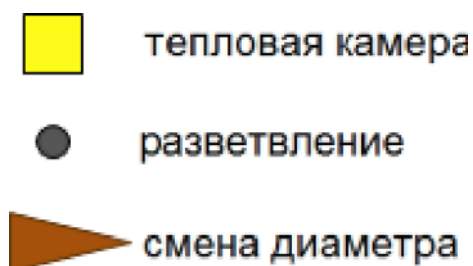 тепловая камера
разветвление
смена диаметра